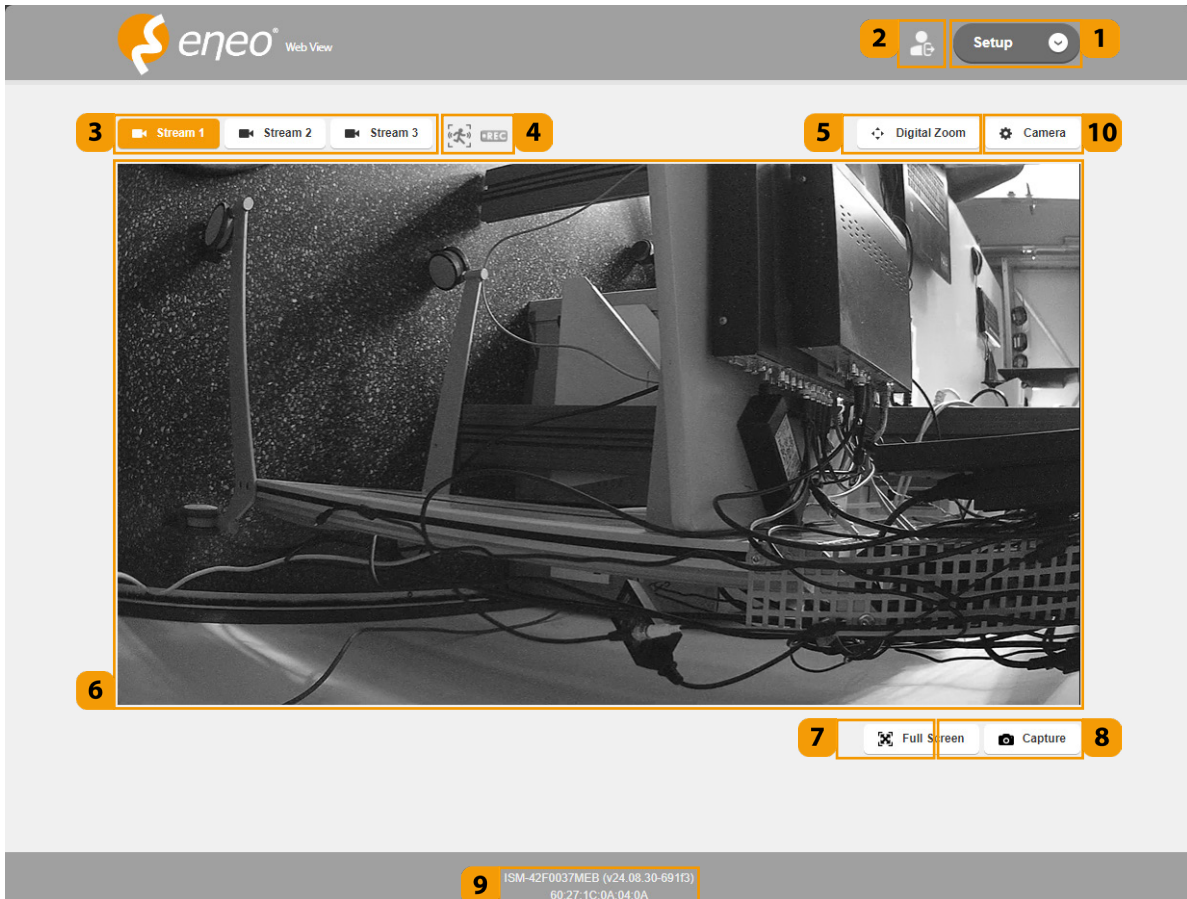 eneo® Web View
2
Setup
1
3
Stream 1
Stream 2
Stream 3
REC
4
5
Digital Zoom
Camera
10
6
7
Full Screen
Capture
8
9
ISM-42F0037MEB (v24.08.30-691f3)
60:27:1C:0A:04:0A